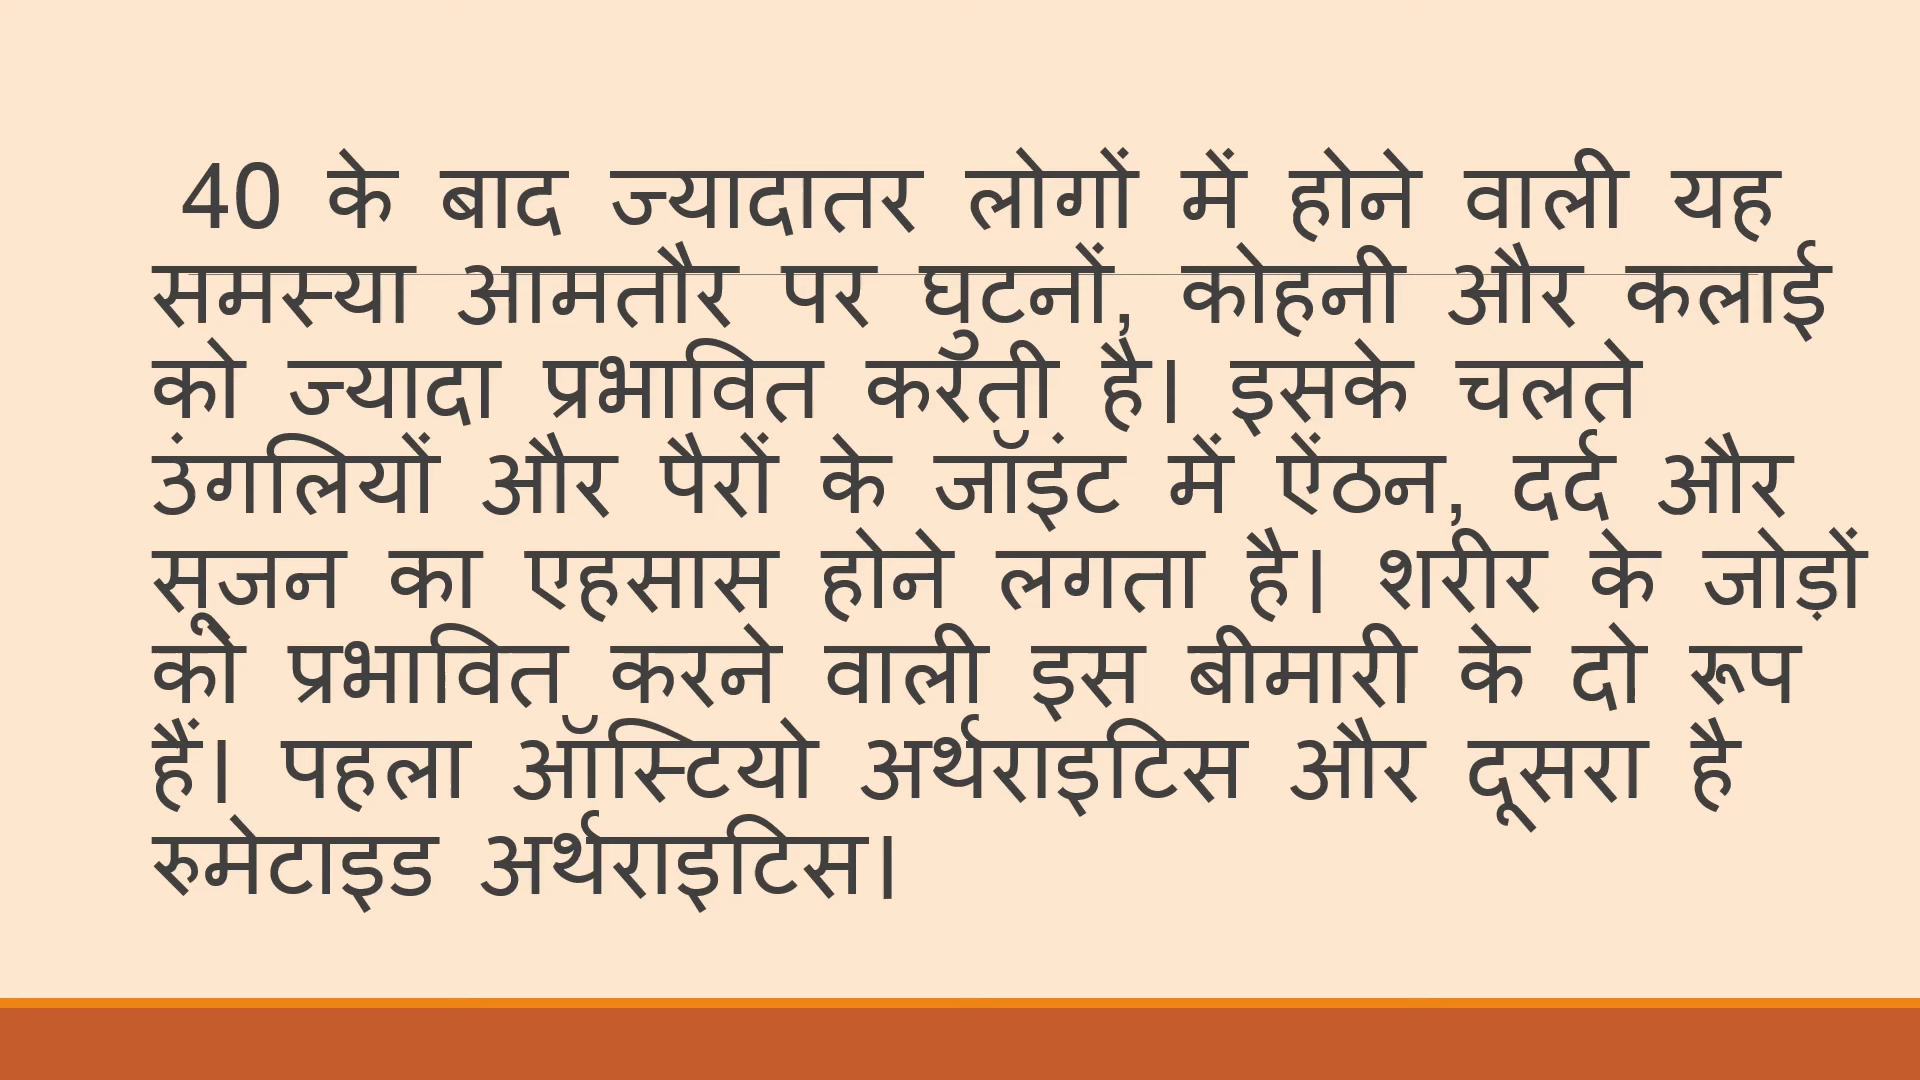 40 के बाद ज्यादातर लोगों में होने वाली यह
समस्या आमतौर पर घुटनों, कोहनी और कलाई
को ज्यादा प्रभावित करती है। इसके चलते
उंगलियों और पैरों के जॉइंट में ऐंठन, दर्द और
सूजन का एहसास होने लगता है। शरीर के जोड़ों
को प्रभावित करने वाली इस बीमारी के दो रूप
हैं। पहला ऑस्टियो अर्थराइटिस और दूसरा है
रुमेटाइड अर्थराइटिस।